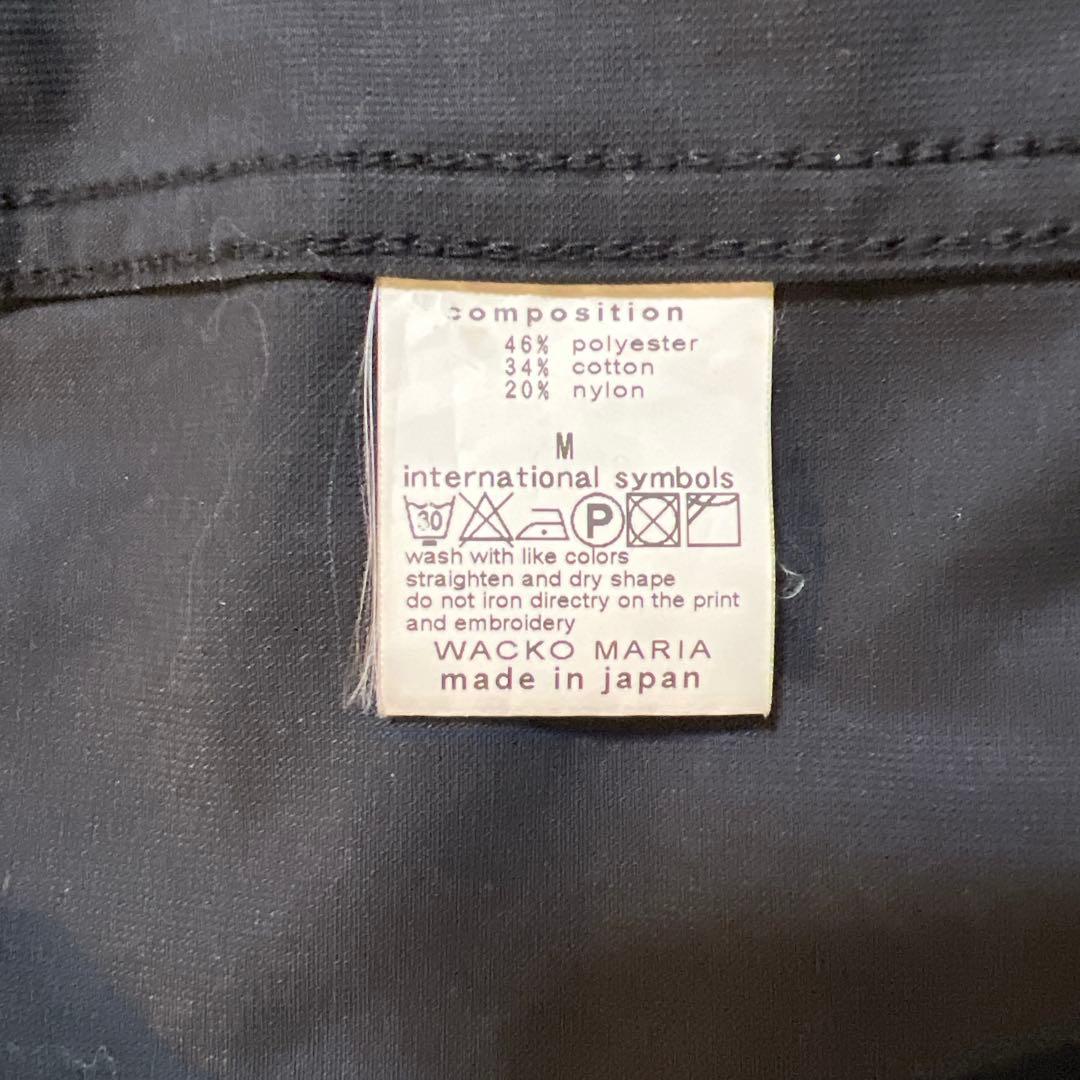 composition
46% polyester
34% cotton
20% nylon
M
international symbols
30 P
wash with like colors
straighten and dry shape
do not iron directry on the print
and embroidery
WACKO MARIA
made in japan